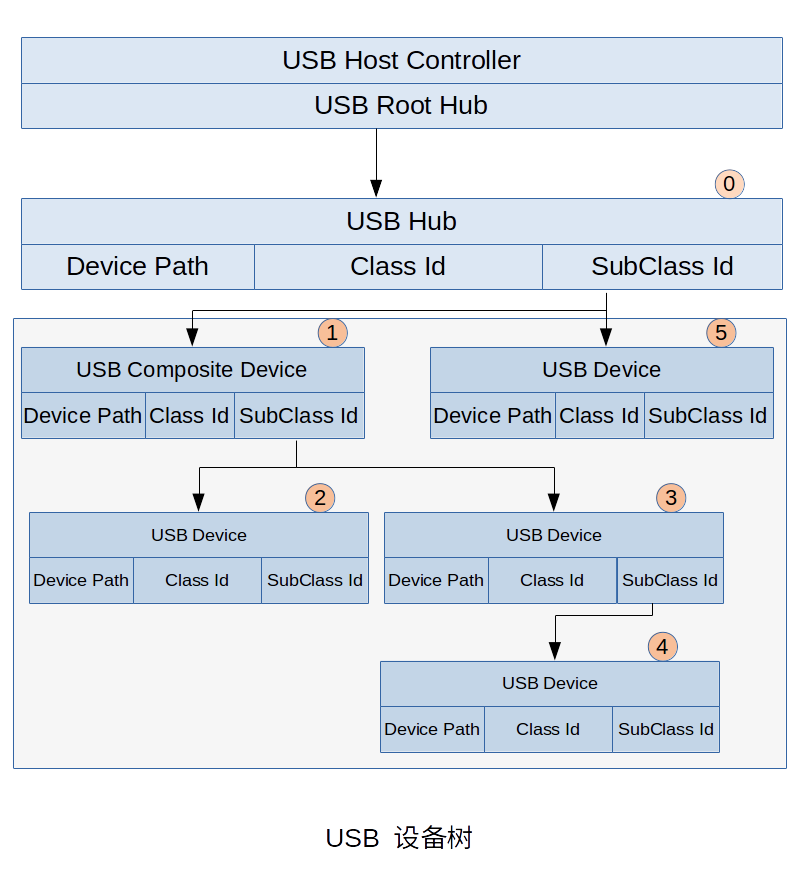 USB Host Controller
USB Root Hub
0
USB Hub
Device Path Class Id SubClass Id
1 5
USB Composite Device USB Device
Device Path Class Id SubClass Id Device Path Class Id SubClass Id
2 3
USB Device USB Device
Device Path Class Id SubClass Id Device Path Class Id SubClass Id
4
USB Device
Device Path Class Id SubClass Id
USB 设备树